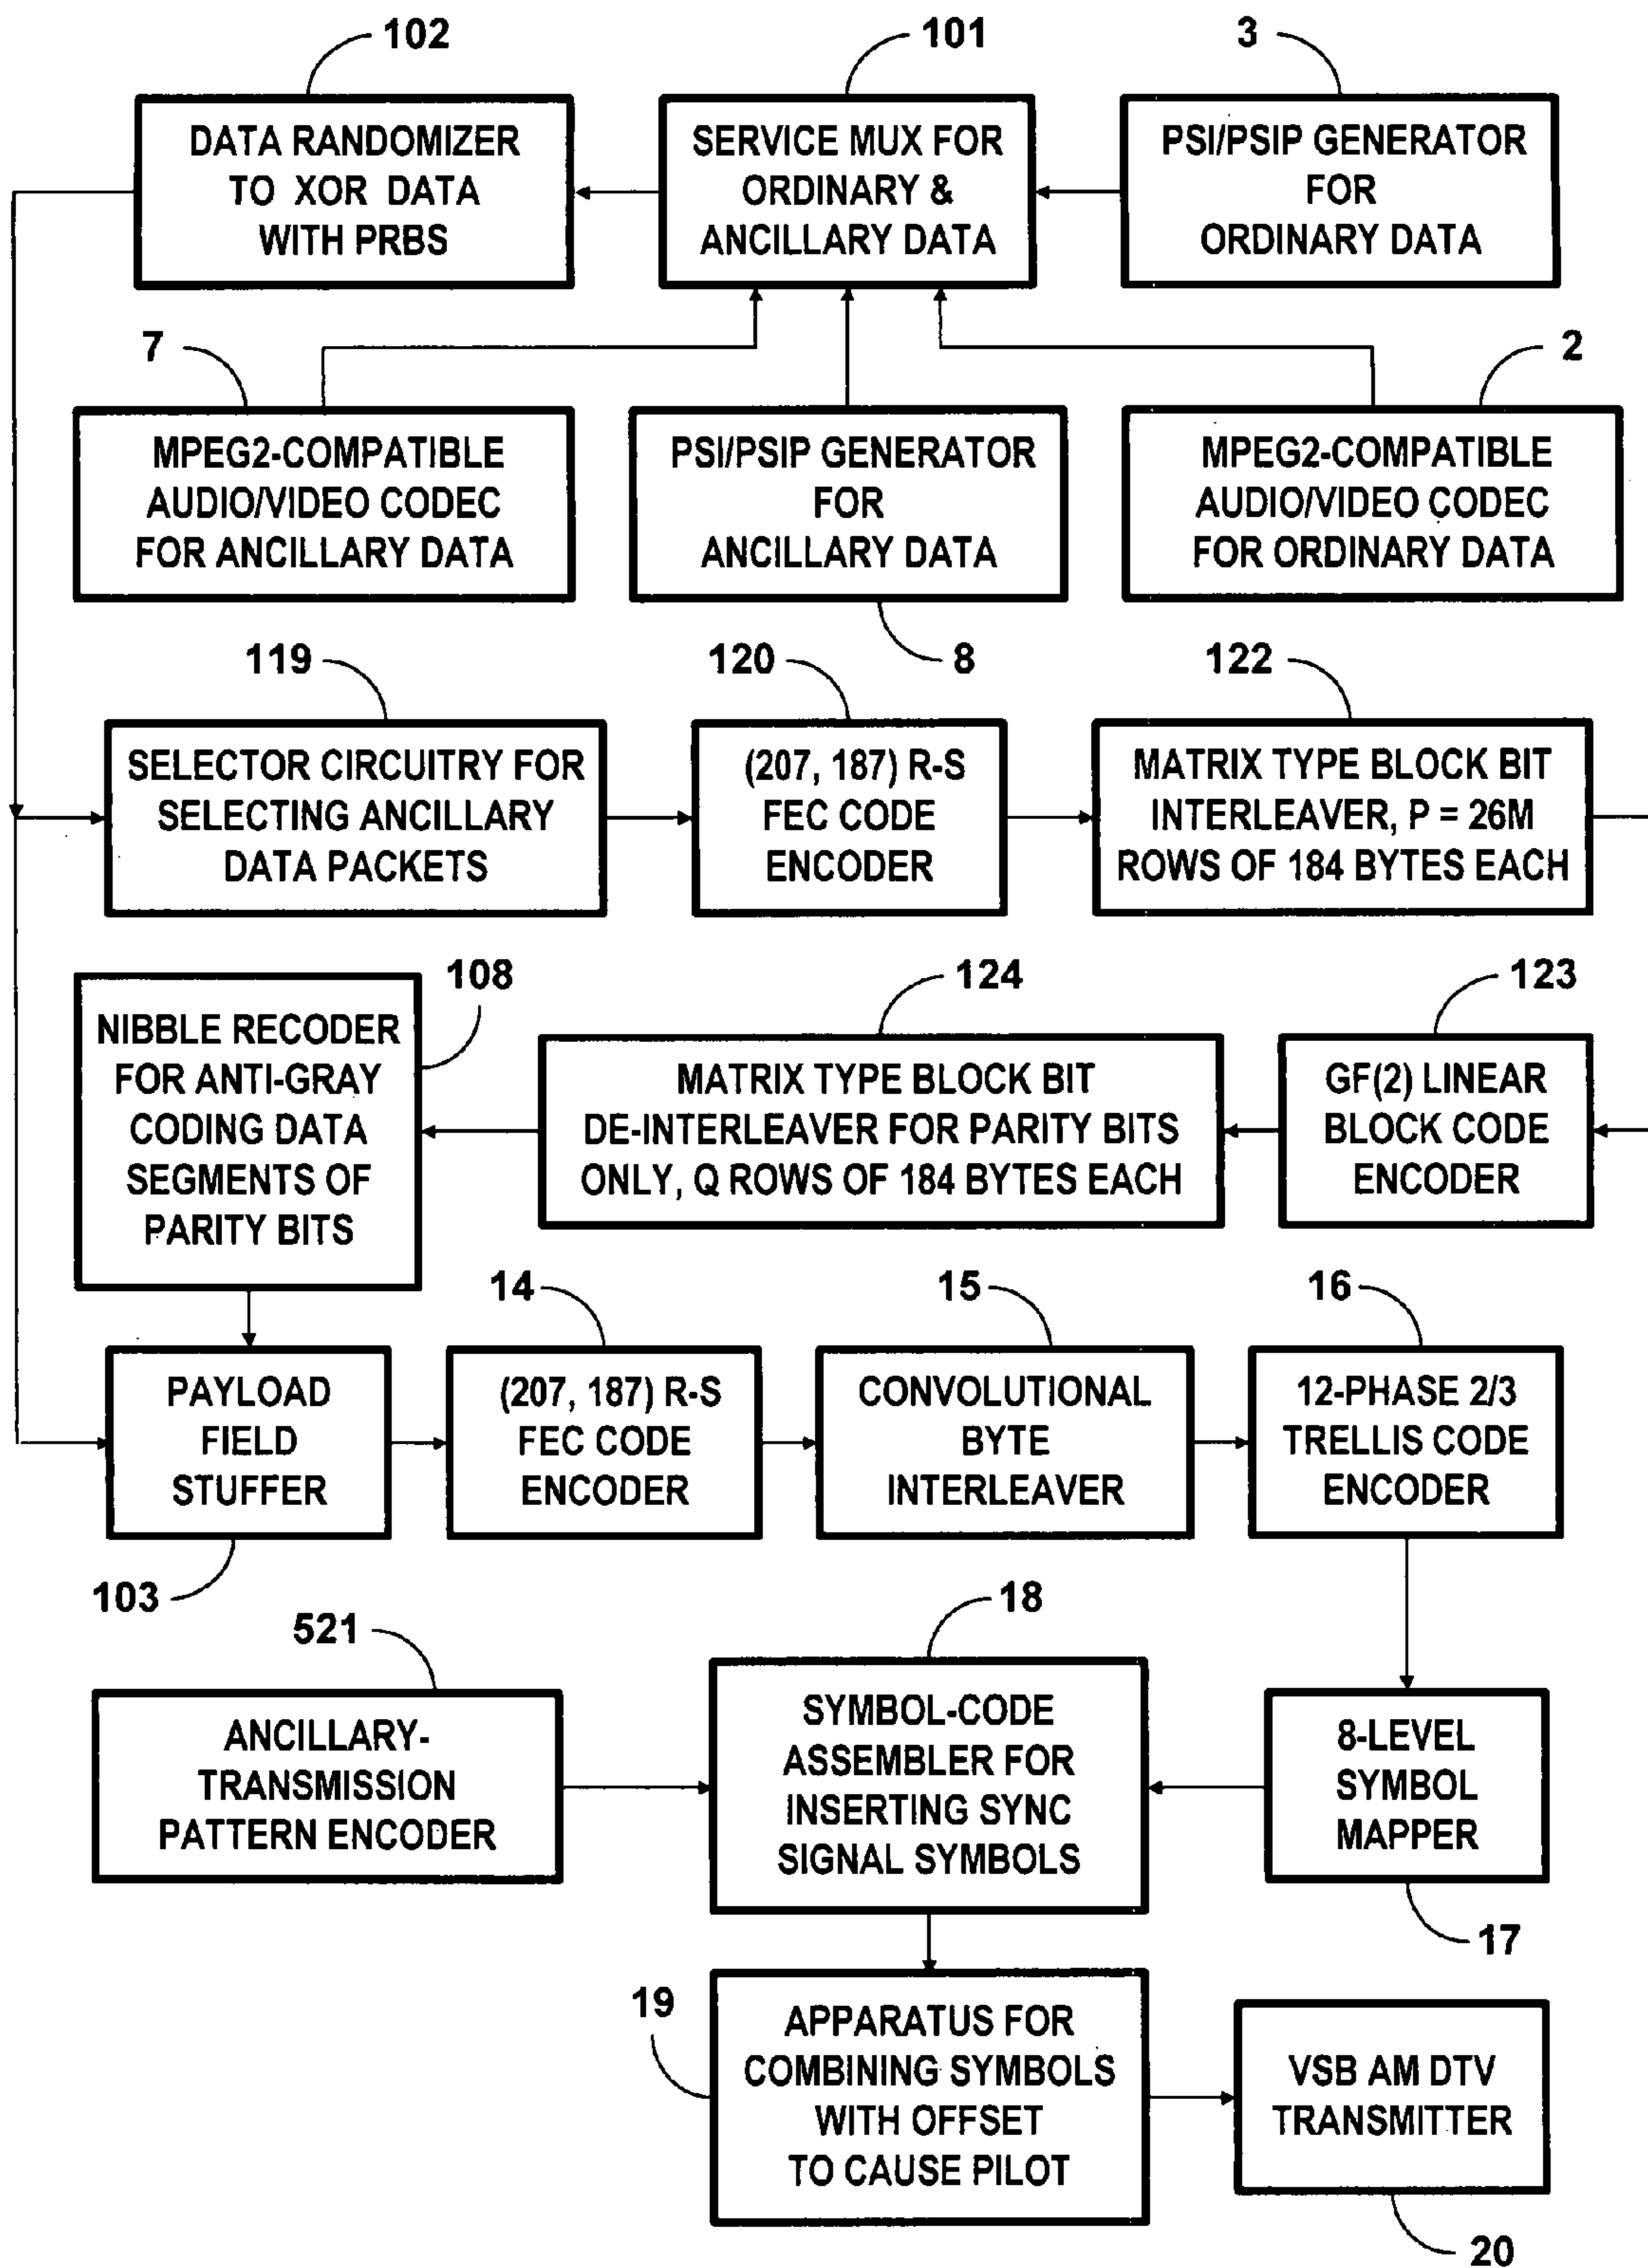 102
101
3
DATA RANDOMIZER
TO XOR DATA
WITH PRBS
SERVICE MUX FOR
ORDINARY &
ANCILLARY DATA
PSI/PSIP GENERATOR
FOR
ORDINARY DATA
7
2
MPEG2-COMPATIBLE
AUDIO/VIDEO CODEC
FOR ANCILLARY DATA
PSI/PSIP GENERATOR
FOR
ANCILLARY DATA
MPEG2-COMPATIBLE
AUDIO/VIDEO CODEC
FOR ORDINARY DATA
119
120
8
122
SELECTOR CIRCUITRY FOR
SELECTING ANCILLARY
DATA PACKETS
(207, 187) R-S
FEC CODE
ENCODER
MATRIX TYPE BLOCK BIT
INTERLEAVER, P = 26M
ROWS OF 184 BYTES EACH
108
124
123
NIBBLE RECODER
FOR ANTI-GRAY
CODING DATA
SEGMENTS OF
PARITY BITS
MATRIX TYPE BLOCK BIT
DE-INTERLEAVER FOR PARITY BITS
ONLY, Q ROWS OF 184 BYTES EACH
GF(2) LINEAR
BLOCK CODE
ENCODER
14
15
16
PAYLOAD
FIELD
STUFFER
(207, 187) R-S
FEC CODE
ENCODER
CONVOLUTIONAL
BYTE
INTERLEAVER
12-PHASE 2/3
TRELLIS CODE
ENCODER
103
521
18
ANCILLARY-
TRANSMISSION
PATTERN ENCODER
SYMBOL-CODE
ASSEMBLER FOR
INSERTING SYNC
SIGNAL SYMBOLS
8-LEVEL
SYMBOL
MAPPER
17
19
APPARATUS FOR
COMBINING SYMBOLS
WITH OFFSET
TO CAUSE PILOT
VSB AM DTV
TRANSMITTER
20